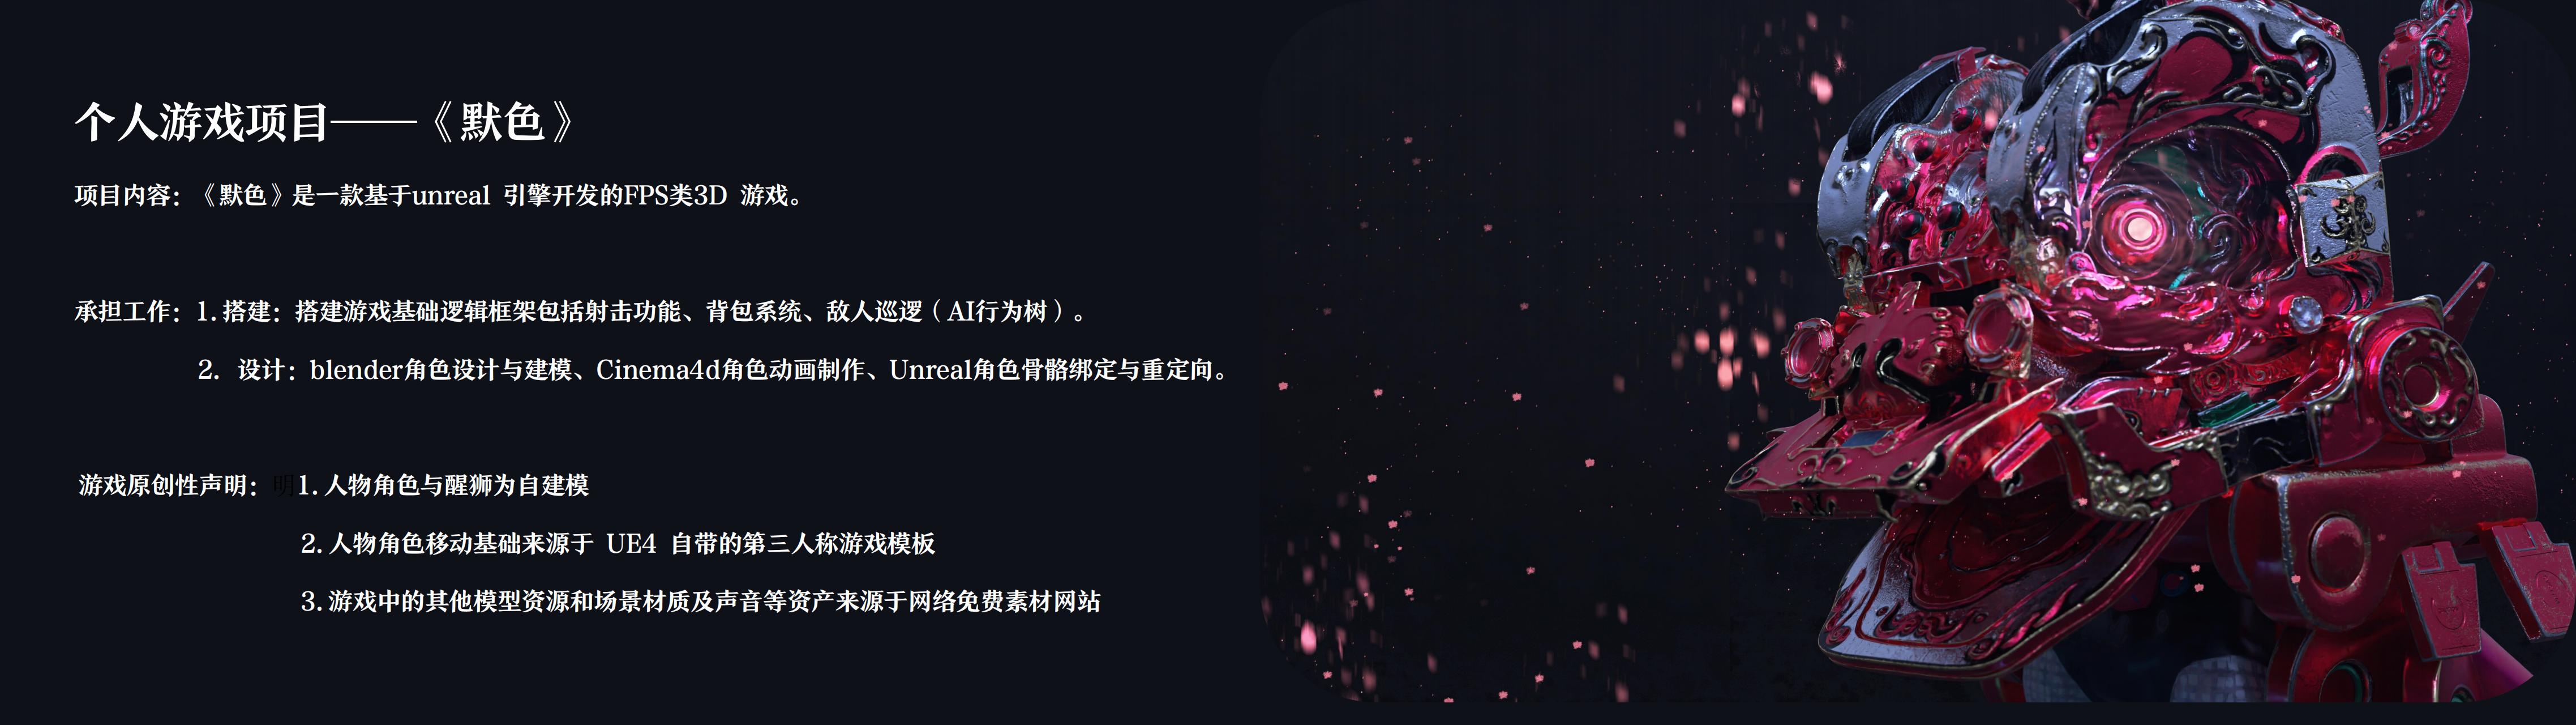 个人游戏项目——《默色》
项目内容：《默色》是一款基于unreal 引擎开发的FPS类3D 游戏。
承担工作：1.搭建：搭建游戏基础逻辑框架包括射击功能、背包系统、敌人巡逻（AI行为树）。
2. 设计：blender角色设计与建模、Cinema4d角色动画制作、Unreal角色骨骼绑定与重定向。
游戏原创性声明：明1.人物角色与醒狮为自建模
2.人物角色移动基础来源于 UE4 自带的第三人称游戏模板
3.游戏中的其他模型资源和场景材质及声音等资产来源于网络免费素材网站